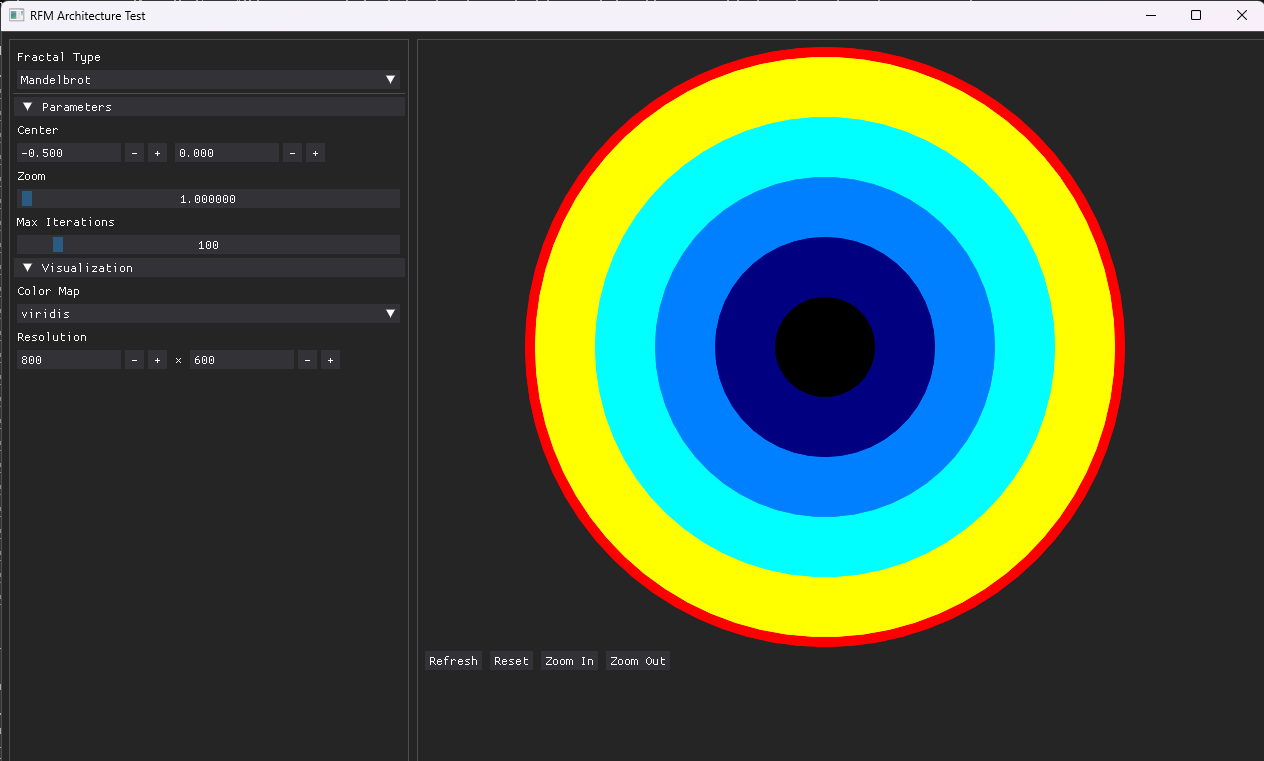 RFM Architecture Test
Fractal Type
Mandelbrot
Parameters
Center
-0.500 - + 0.000 - +
Zoom
1.000000
Max Iterations
100
Visualization
Color Map
viridis
Resolution
800 - + × 600 - +
Refresh Reset Zoom In Zoom Out